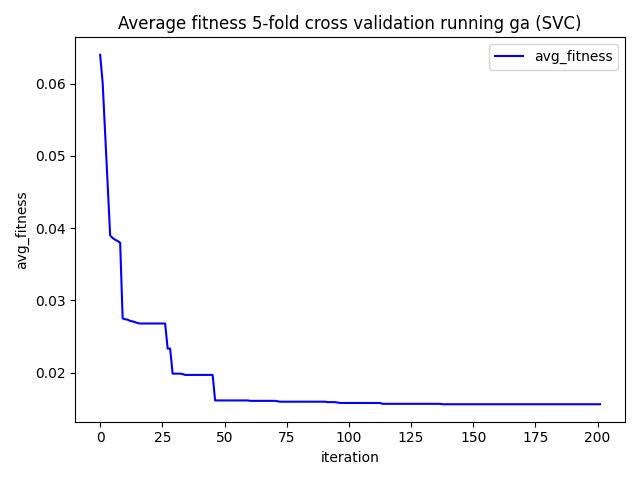 Average fitness 5-fold cross validation running ga (SVC)
avg_fitness
0.06
0.05
0.04
0.03
0.02
avg_fitness
0 25 50 75 100 125 150 175 200
iteration